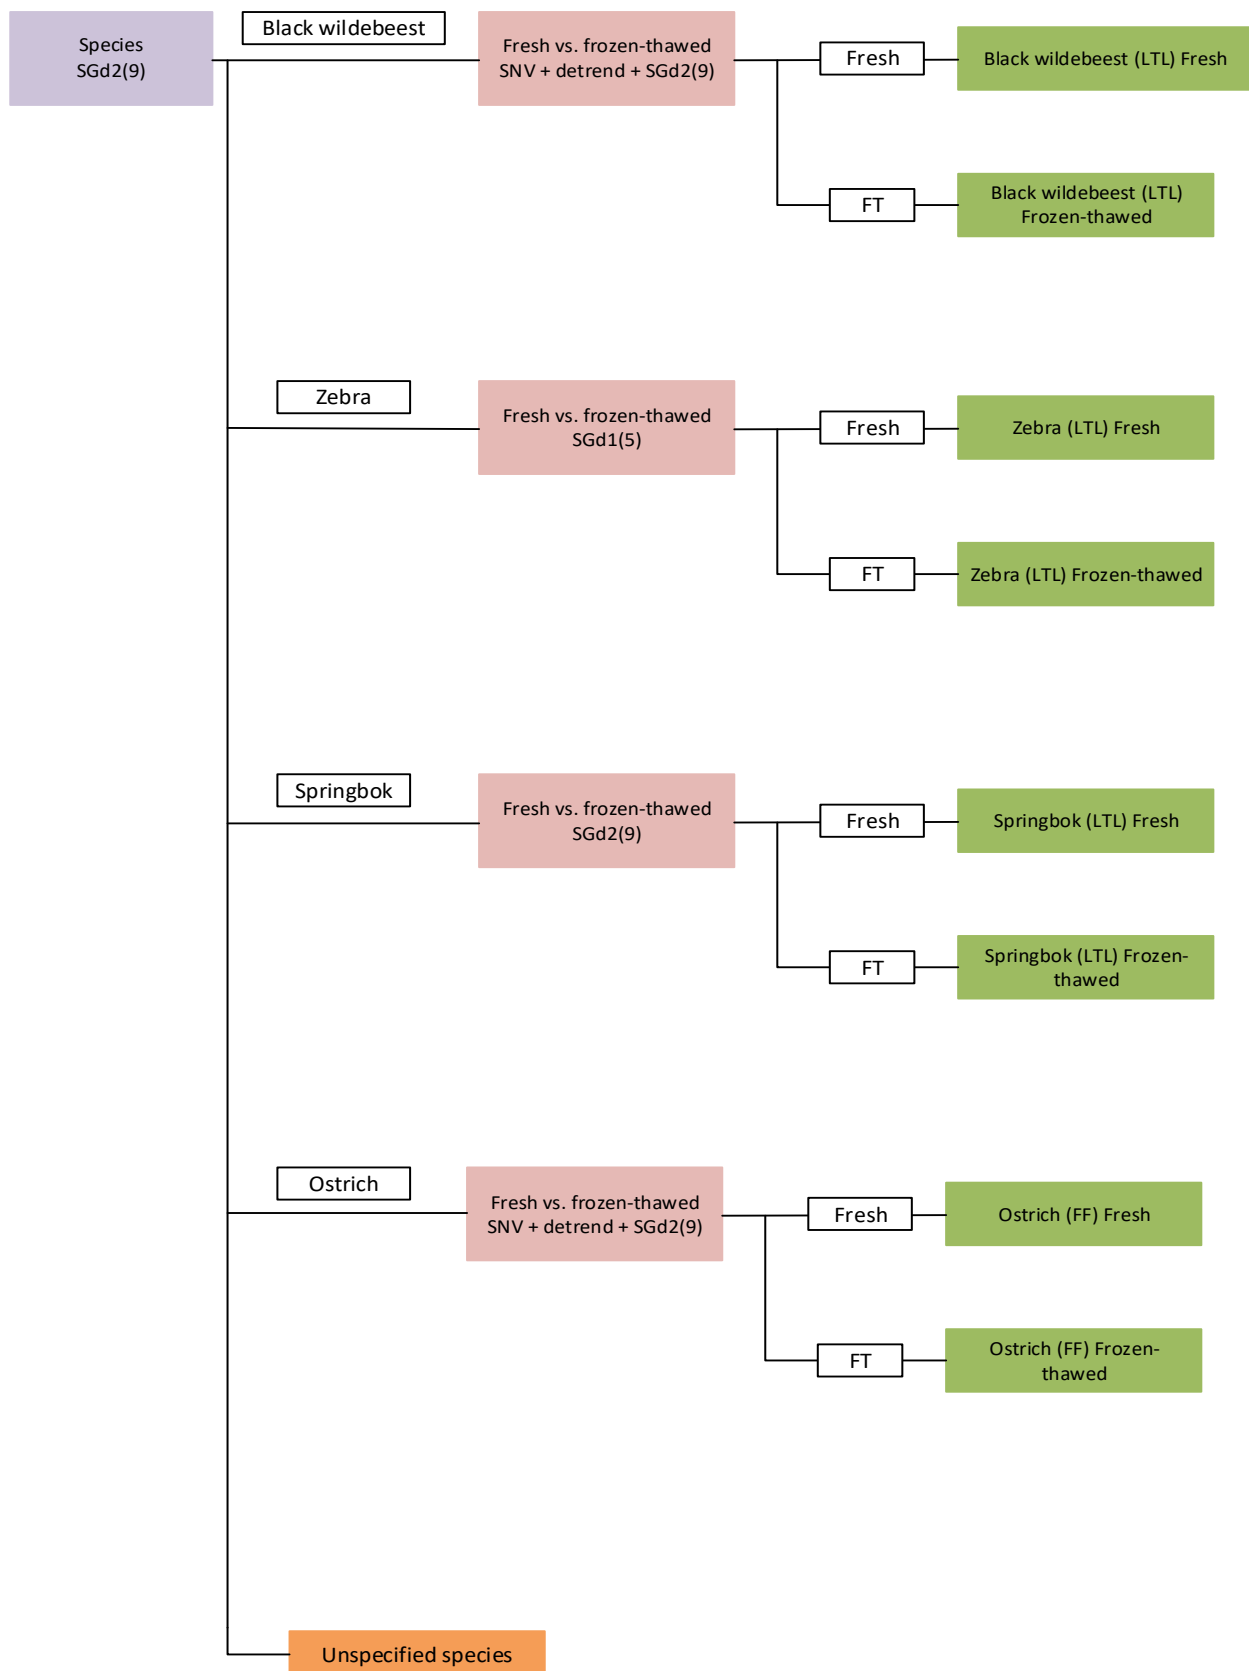 Species
SGd2(9)
Black wildebeest
Fresh vs. frozen-thawed
SNV + detrend + SGd2(9)
Fresh
Black wildebeest (LTL) Fresh
FT
Black wildebeest (LTL)
Frozen-thawed
Zebra
Fresh vs. frozen-thawed
SGd1(5)
Fresh
Zebra (LTL) Fresh
FT
Zebra (LTL) Frozen-thawed
Springbok
Fresh vs. frozen-thawed
SGd2(9)
Fresh
Springbok (LTL) Fresh
FT
Springbok (LTL) Frozen-
thawed
Ostrich
Fresh vs. frozen-thawed
SNV + detrend + SGd2(9)
Fresh
Ostrich (FF) Fresh
FT
Ostrich (FF) Frozen-
thawed
Unspecified species